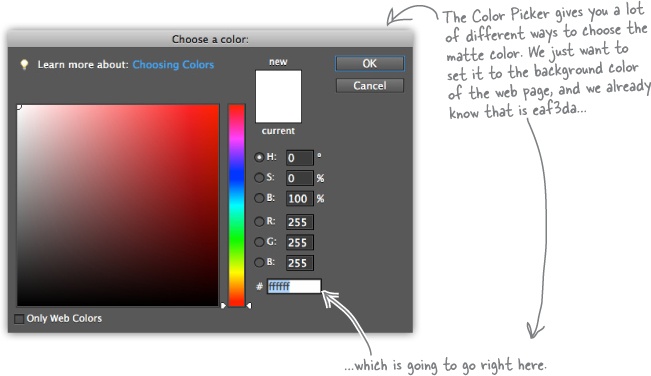 The Color Picker gives you a lot
of different ways to choose the
matte color. We just want to
set it to the background color
of the web page, and we already
know that is eaf3da...
Choose a color:
Learn more about: Choosing Colors
new
current
OK
Cancel
H: 0 °
S: 0 %
B: 100 %
R: 255
G: 255
B: 255
# ffffff
Only Web Colors
...which is going to go right here.